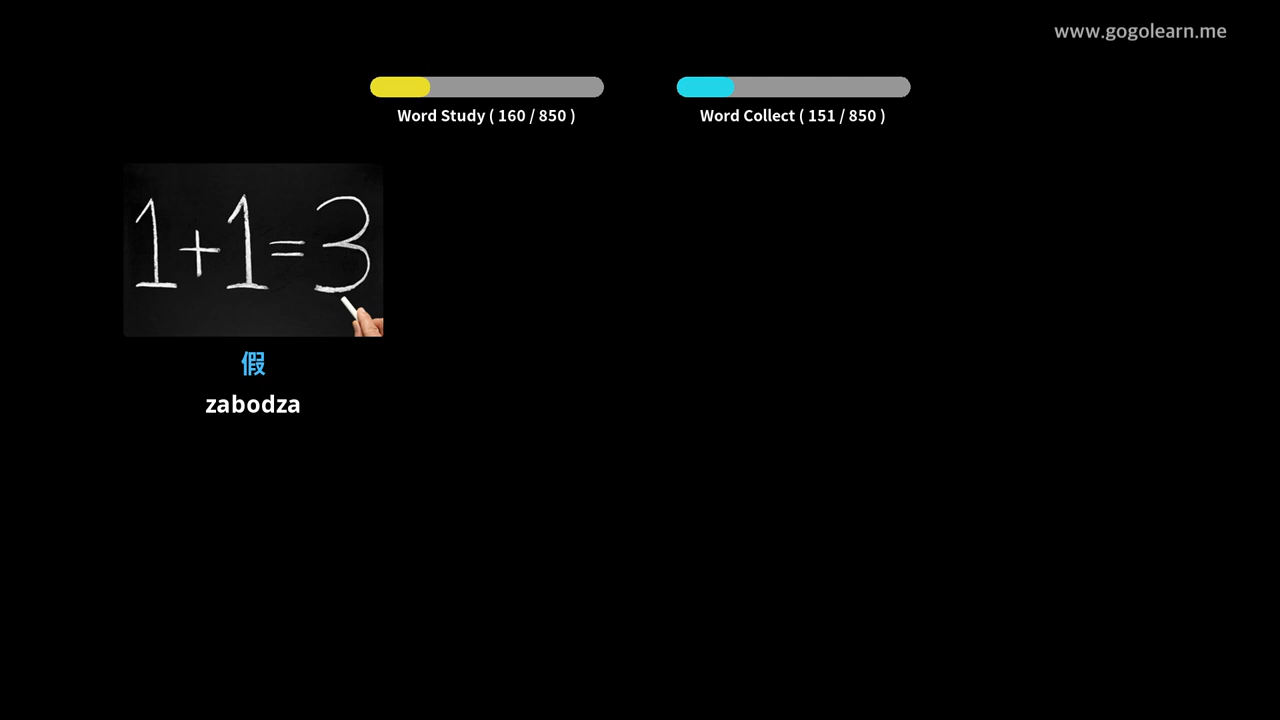 www.gogolearn.me
Word Study ( 160 / 850 )
Word Collect ( 151 / 850 )
1+1=3
假
zabodza